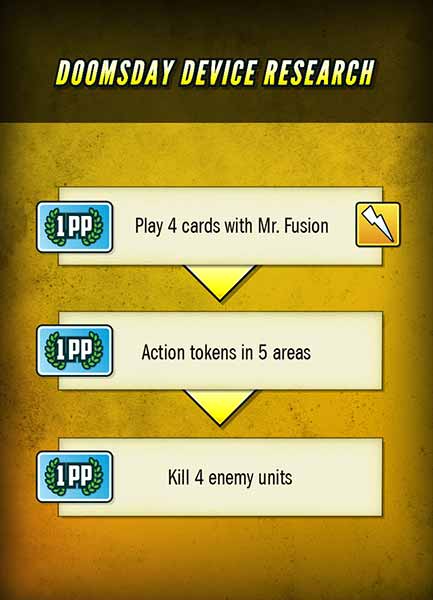 DOOMSDAY DEVICE RESEARCH
1PP Play 4 cards with Mr. Fusion
1PP Action tokens in 5 areas
1PP Kill 4 enemy units